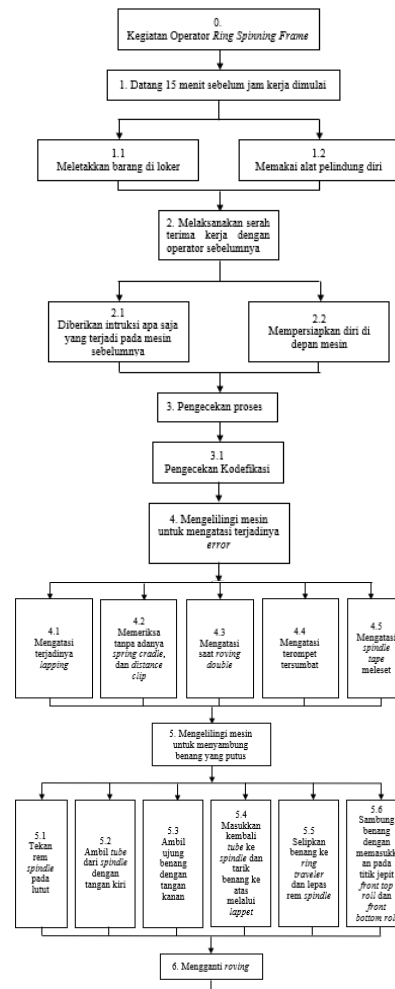 0.
Kegiatan Operator Ring Spinning Frame
1. Datang 15 menit sebelum jam kerja dimulai
1.1
Meletakkan barang di loker
1.2
Memakai alat pelindung diri
2. Melaksanakan serah
terima kerja dengan
operator sebelumnya
2.1
Diberikan intruksi apa saja
yang terjadi pada mesin
sebelumnya
2.2
Mempersiapkan diri di
depan mesin
3. Pengecekan proses
3.1
Pengecekan Kodefikasi
4. Mengelilingi mesin
untuk mengatasi terjadinya
error
4.1
Mengatasi
terjadinya
lapping
4.2
Memeriksa
tanpa adanya
spring cradle,
dan distance
clip
4.3
Mengatasi
saat roving
double
4.4
Mengatasi
terompet
tersumbat
4.5
Mengatasi
spindle
tape
meleset
5. Mengelilingi mesin
untuk menyambung
benang yang putus
5.1
Tekan
rem
spindle
pada
lutut
5.2
Ambil tube
dari spindle
dengan
tangan kiri
5.3
Ambil
ujung
benang
dengan
tangan
kanan
5.4
Masukkan
kembali
tube ke
spindle dan
tarik
benang ke
atas
melalui
lappet
5.5
Selipkan
benang ke
ring
traveler
dan lepas
rem spindle
5.6
Sambung
benang
dengan
memasukk
an pada
titik jepit
front top
roll dan
front
bottom roll
6. Mengganti roving